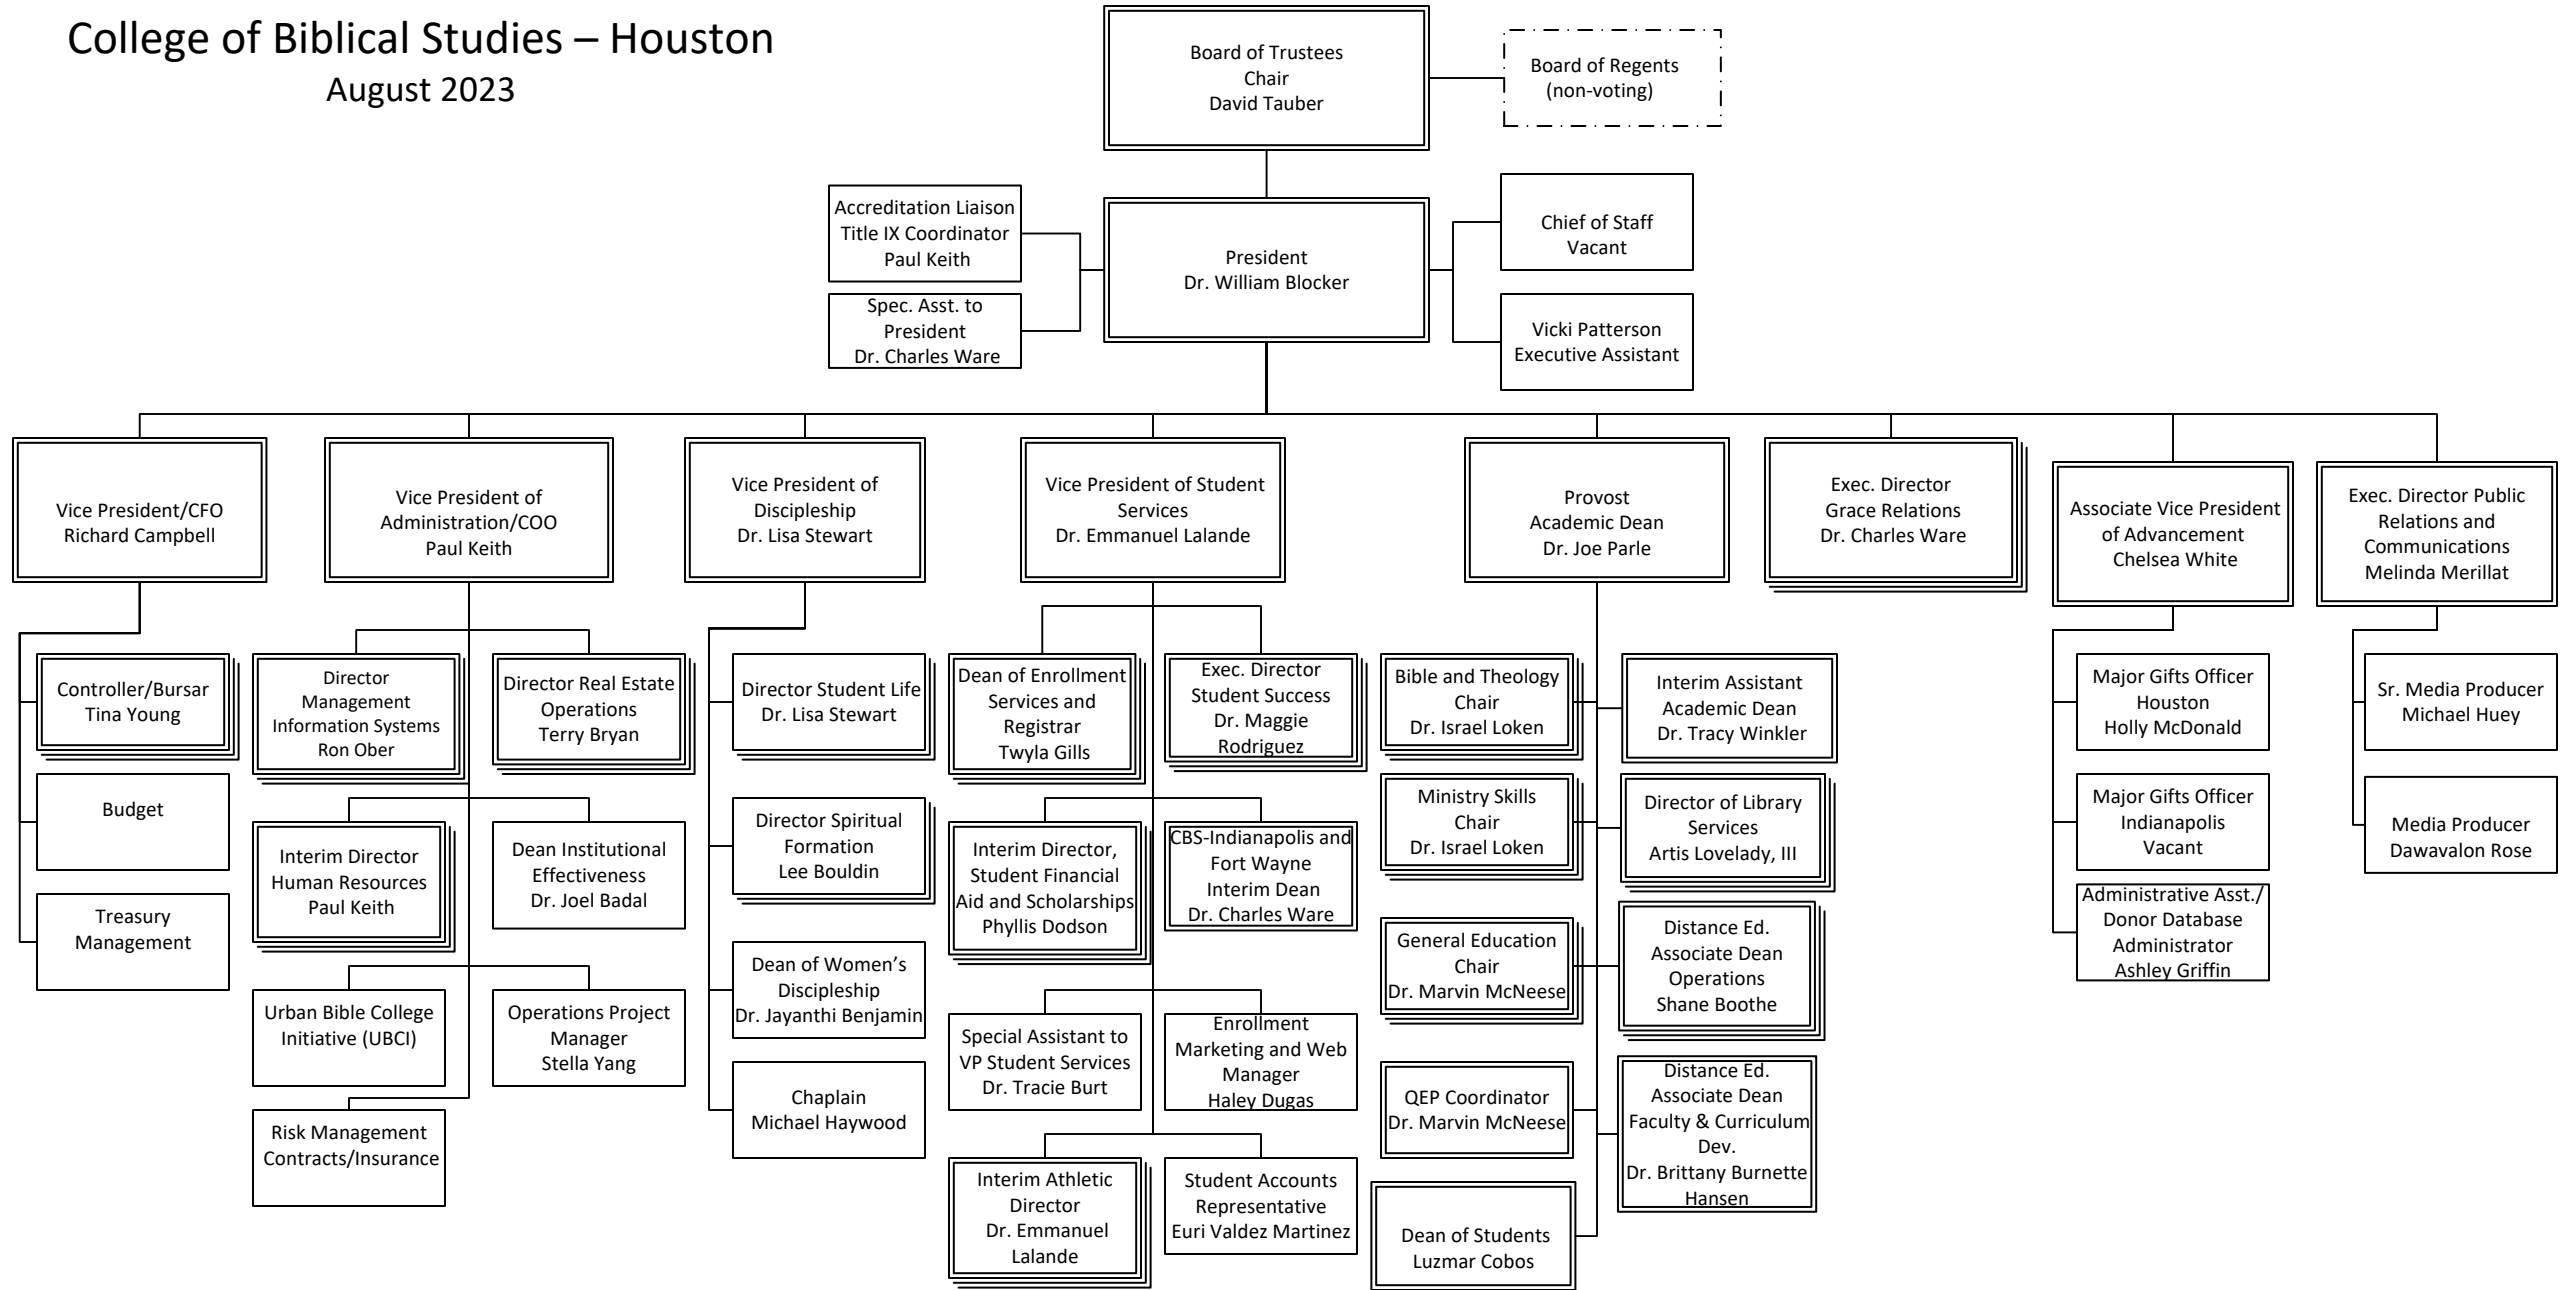 College of Biblical Studies – Houston
August 2023
Board of Trustees
Chair
David Tauber
Board of Regents
(non-voting)
Accreditation Liaison
Title IX Coordinator
Paul Keith
Spec. Asst. to
President
Dr. Charles Ware
President
Dr. William Blocker
Chief of Staff
Vacant
Vicki Patterson
Executive Assistant
Vice President/CFO
Richard Campbell
Vice President of
Administration/COO
Paul Keith
Vice President of
Discipleship
Dr. Lisa Stewart
Vice President of Student
Services
Dr. Emmanuel Lalande
Provost
Academic Dean
Dr. Joe Parle
Exec. Director
Grace Relations
Dr. Charles Ware
Associate Vice President
of Advancement
Chelsea White
Exec. Director Public
Relations and
Communications
Melinda Merillat
Controller/Bursar
Tina Young
Budget
Treasury
Management
Director
Management
Information Systems
Ron Ober
Director Real Estate
Operations
Terry Bryan
Interim Director
Human Resources
Paul Keith
Dean Institutional
Effectiveness
Dr. Joel Badal
Urban Bible College
Initiative (UBCI)
Operations Project
Manager
Stella Yang
Risk Management
Contracts/Insurance
Director Student Life
Dr. Lisa Stewart
Director Spiritual
Formation
Lee Bouldin
Dean of Women’s
Discipleship
Dr. Jayanthi Benjamin
Chaplain
Michael Haywood
Dean of Enrollment
Services and
Registrar
Twyla Gills
Exec. Director
Student Success
Dr. Maggie
Rodriguez
Interim Director,
Student Financial
Aid and Scholarships
Phyllis Dodson
CBS-Indianapolis and
Fort Wayne
Interim Dean
Dr. Charles Ware
Special Assistant to
VP Student Services
Dr. Tracie Burt
Enrollment
Marketing and Web
Manager
Haley Dugas
Interim Athletic
Director
Dr. Emmanuel
Lalande
Student Accounts
Representative
Euri Valdez Martinez
Bible and Theology
Chair
Dr. Israel Loken
Interim Assistant
Academic Dean
Dr. Tracy Winkler
Ministry Skills
Chair
Dr. Israel Loken
Director of Library
Services
Artis Lovelady, III
General Education
Chair
Dr. Marvin McNeese
Distance Ed.
Associate Dean
Operations
Shane Boothe
QEP Coordinator
Dr. Marvin McNeese
Distance Ed.
Associate Dean
Faculty & Curriculum
Dev.
Dr. Brittany Burnette
Hansen
Dean of Students
Luzmar Cobos
Major Gifts Officer
Houston
Holly McDonald
Major Gifts Officer
Indianapolis
Vacant
Administrative Asst./
Donor Database
Administrator
Ashley Griffin
Sr. Media Producer
Michael Huey
Media Producer
Dawavalon Rose